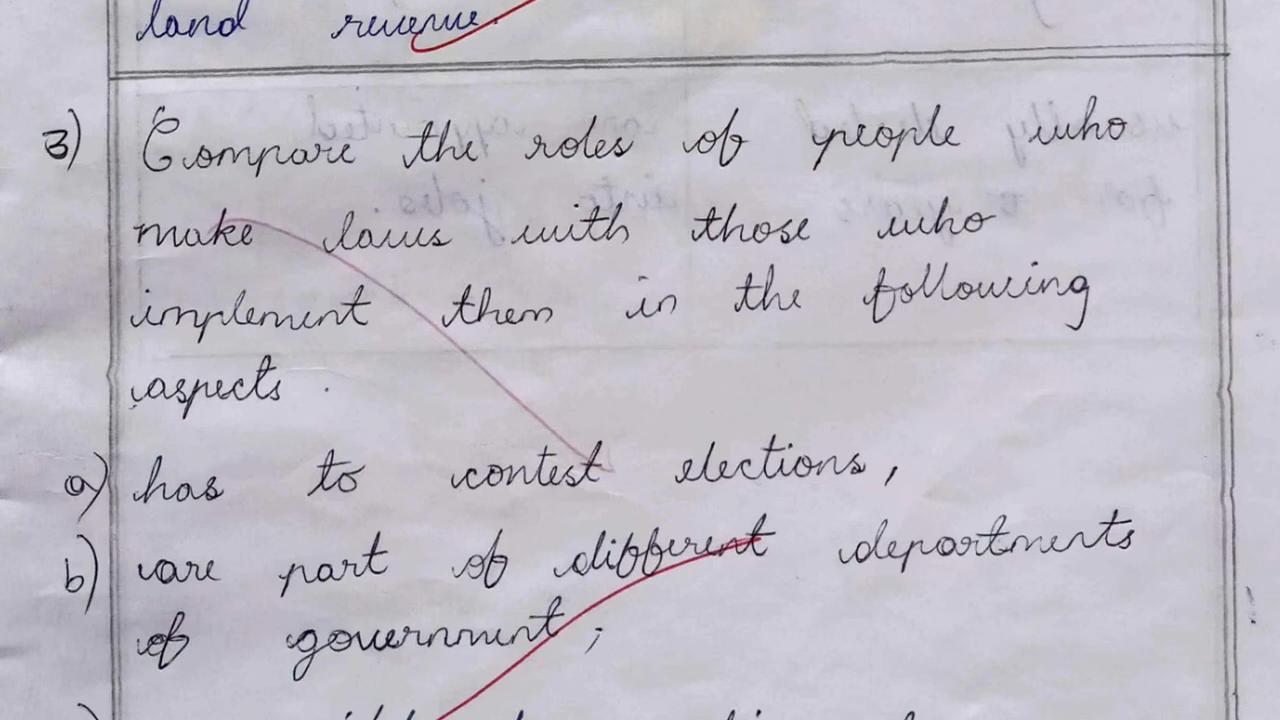 land revenue.
3) Compare the roles of people who
make laws with those who
implement them in the following
aspects.
a) has to contest elections,
b) are part of different departments
of government;